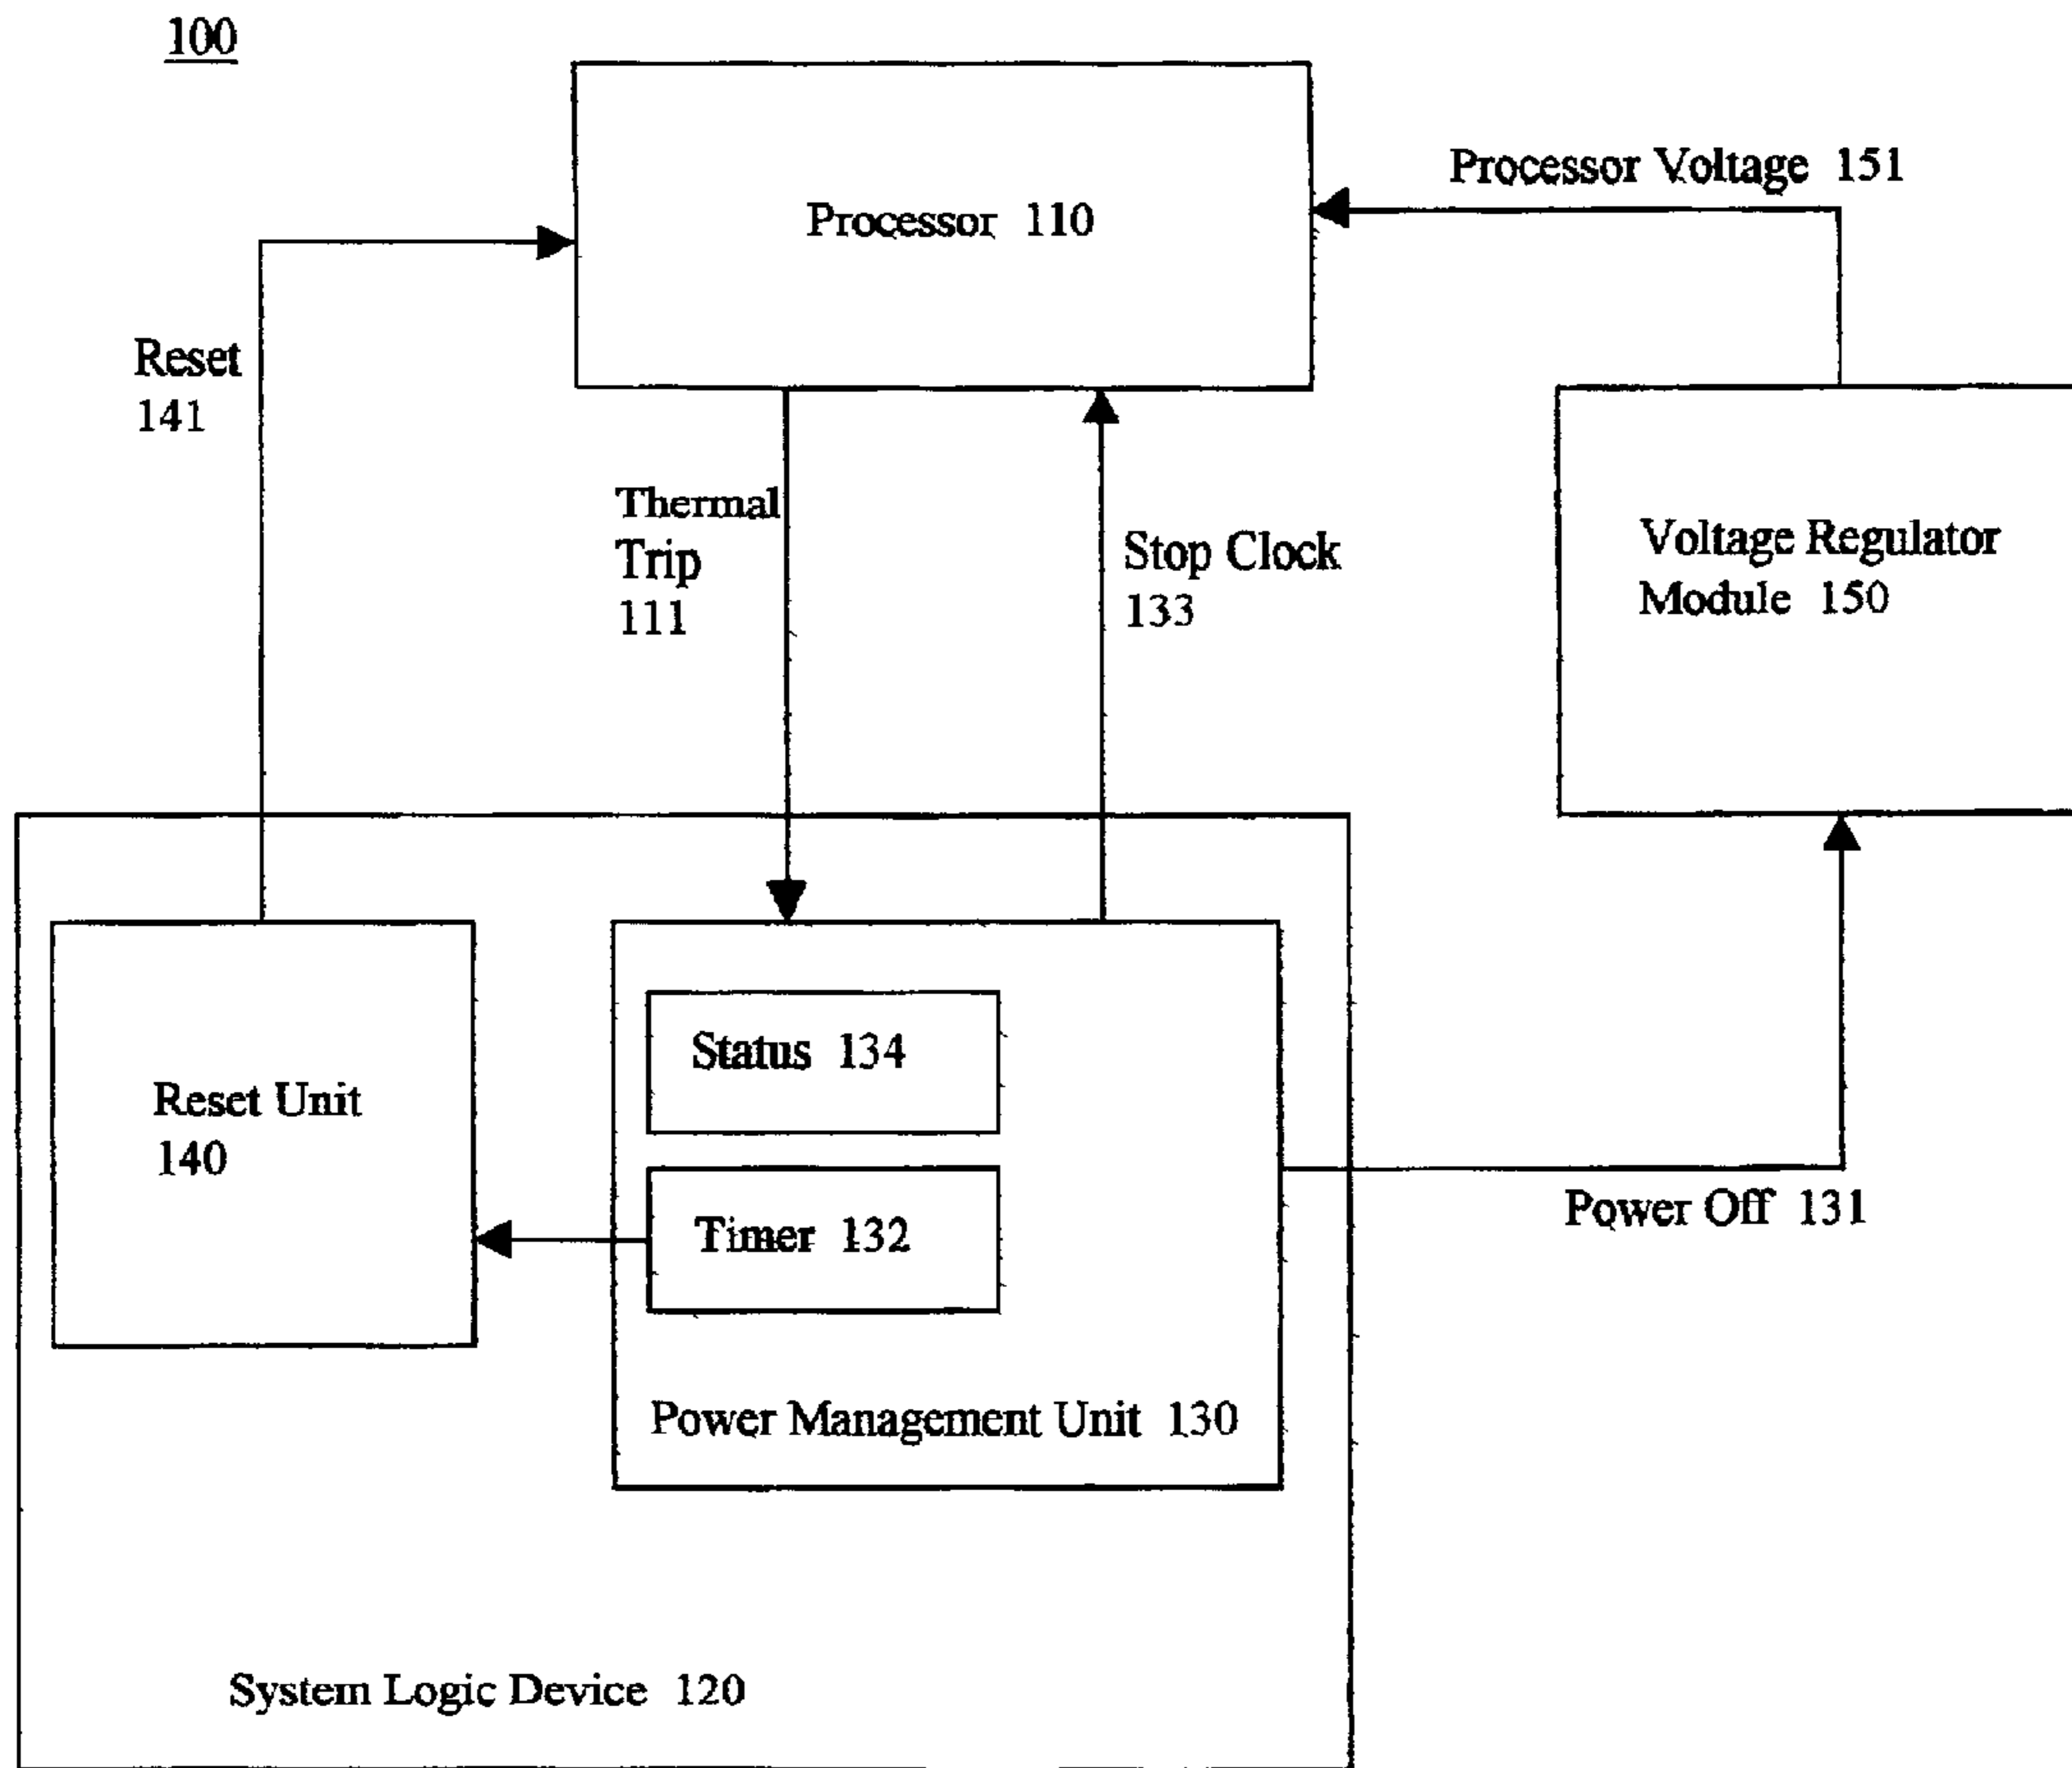 100
Processor 110
Processor Voltage 151
Reset
141
Thermal
Trip
111
Stop Clock
133
Voltage Regulator
Module 150
Status 134
Reset Unit
140
Timer 132
Power Off 131
Power Management Unit 130
System Logic Device 120